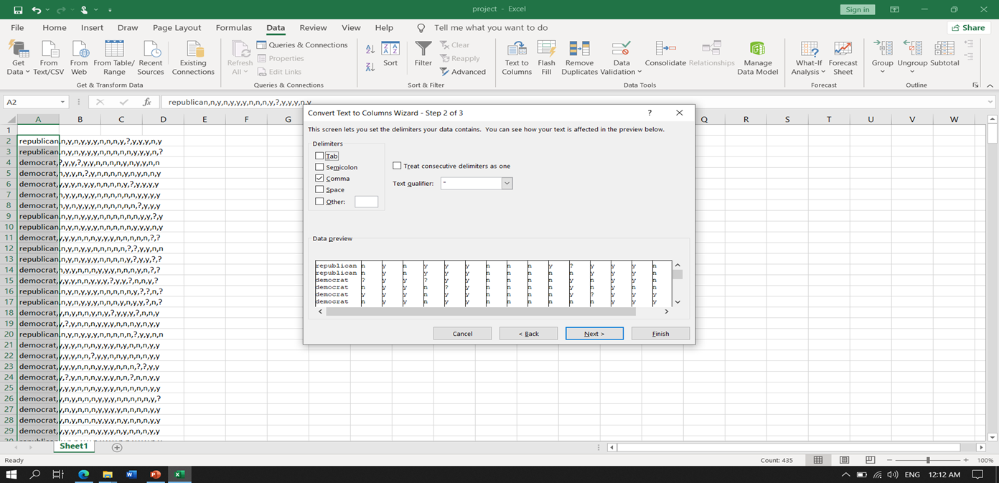 project - Excel
Sign in
File Home Insert Draw Page Layout Formulas Data Review View Help Tell me what you want to do Share
Get Data From Text/CSV From Web From Table/ Range Recent Sources Existing Connections
Get & Transform Data
Refresh All Queries & Connections Properties Edit Links
Queries & Connections
Sort Filter Clear Reapply Advanced
Sort & Filter
Text to Columns Flash Fill Remove Duplicates Data Validation Consolidate Relationships Manage Data Model
Data Tools
What-If Analysis Forecast Sheet
Forecast
Group Ungroup Subtotal
Outline
A2 fx republican,n,y,n,y,y,y,n,n,n,y,?,y,y,y,n,y
A B C D E F G Q R S T U V W
1
2 republican,n,y,n,y,y,y,n,n,n,y,?,y,y,y,n,y
3 republican,n,y,n,y,y,y,n,n,n,n,n,y,y,y,n,?
4 democrat,?,y,y,?,y,y,n,n,n,n,y,n,y,y,n,n
5 democrat,n,y,y,n,?,y,n,n,n,n,y,n,y,n,n,y
6 democrat,y,y,y,n,y,y,n,n,n,n,y,?,y,y,y,y
7 democrat,n,y,y,n,y,y,n,n,n,n,n,n,y,y,y,y
8 democrat,n,y,n,y,y,y,n,n,n,n,n,n,?,y,y,y
9 republican,n,y,n,y,y,y,n,n,n,n,n,n,y,y,?,y
10 republican,n,y,n,y,y,y,n,n,n,n,n,y,y,y,n,y
11 democrat,y,y,y,n,n,n,y,y,y,n,n,n,n,n,?,?
12 republican,n,y,n,y,y,n,n,n,n,n,?,?,y,y,n,n
13 republican,n,y,n,y,y,y,n,n,n,n,y,?,y,y,?,?
14 democrat,n,y,y,n,n,n,y,y,y,n,n,n,y,n,?,?
15 democrat,y,y,y,n,n,y,y,y,?,y,y,?,n,n,y,?
16 republican,n,y,n,y,y,y,n,n,n,n,n,y,?,?,n,?
17 republican,n,y,n,y,y,y,n,n,n,y,n,y,y,?,n,?
18 democrat,y,n,y,n,n,y,n,y,?,y,y,y,?,n,n,y
19 democrat,y,?,y,n,n,n,y,y,y,n,n,n,y,n,y,y
20 republican,n,y,n,y,y,y,n,n,n,n,n,?,y,y,n,n
21 democrat,y,y,y,n,n,n,y,y,y,n,y,n,n,n,y,y
22 democrat,y,y,y,n,n,?,y,y,n,n,y,n,n,n,y,y
23 democrat,y,y,y,n,n,n,y,y,y,n,n,n,?,?,y,y
24 democrat,y,?,y,n,n,n,y,y,y,n,n,?,n,n,y,y
25 democrat,y,y,y,n,n,n,y,y,y,n,n,n,n,n,y,y
26 democrat,y,n,y,n,n,n,y,y,y,n,n,n,n,n,y,?
27 democrat,y,n,y,n,n,n,y,y,y,y,n,n,n,n,y,y
28 democrat,y,n,y,n,n,n,y,y,y,n,y,n,n,n,y,y
29 democrat,y,y,y,n,n,n,y,y,y,n,y,n,n,n,y,y
Convert Text to Columns Wizard - Step 2 of 3 ?
This screen lets you set the delimiters your data contains. You can see how your text is affected in the preview below.
Delimiters
Tab
Semicolon
Comma
Space
Other:
Treat consecutive delimiters as one
Text qualifier: "
Data preview
republican n y n y y y n n n y ? y y y n
republican n y n y y y n n n n n y y y n
democrat ? y y ? y y n n n n y n y y n
democrat n y y n ? y n n n n y n y n n
democrat y y y n y y n n n n y ? y y y
democrat n y y n y y n n n n n n y y y
Cancel < Back Next > Finish
Sheet1
Ready Count: 435 100%
ENG 12:12 AM